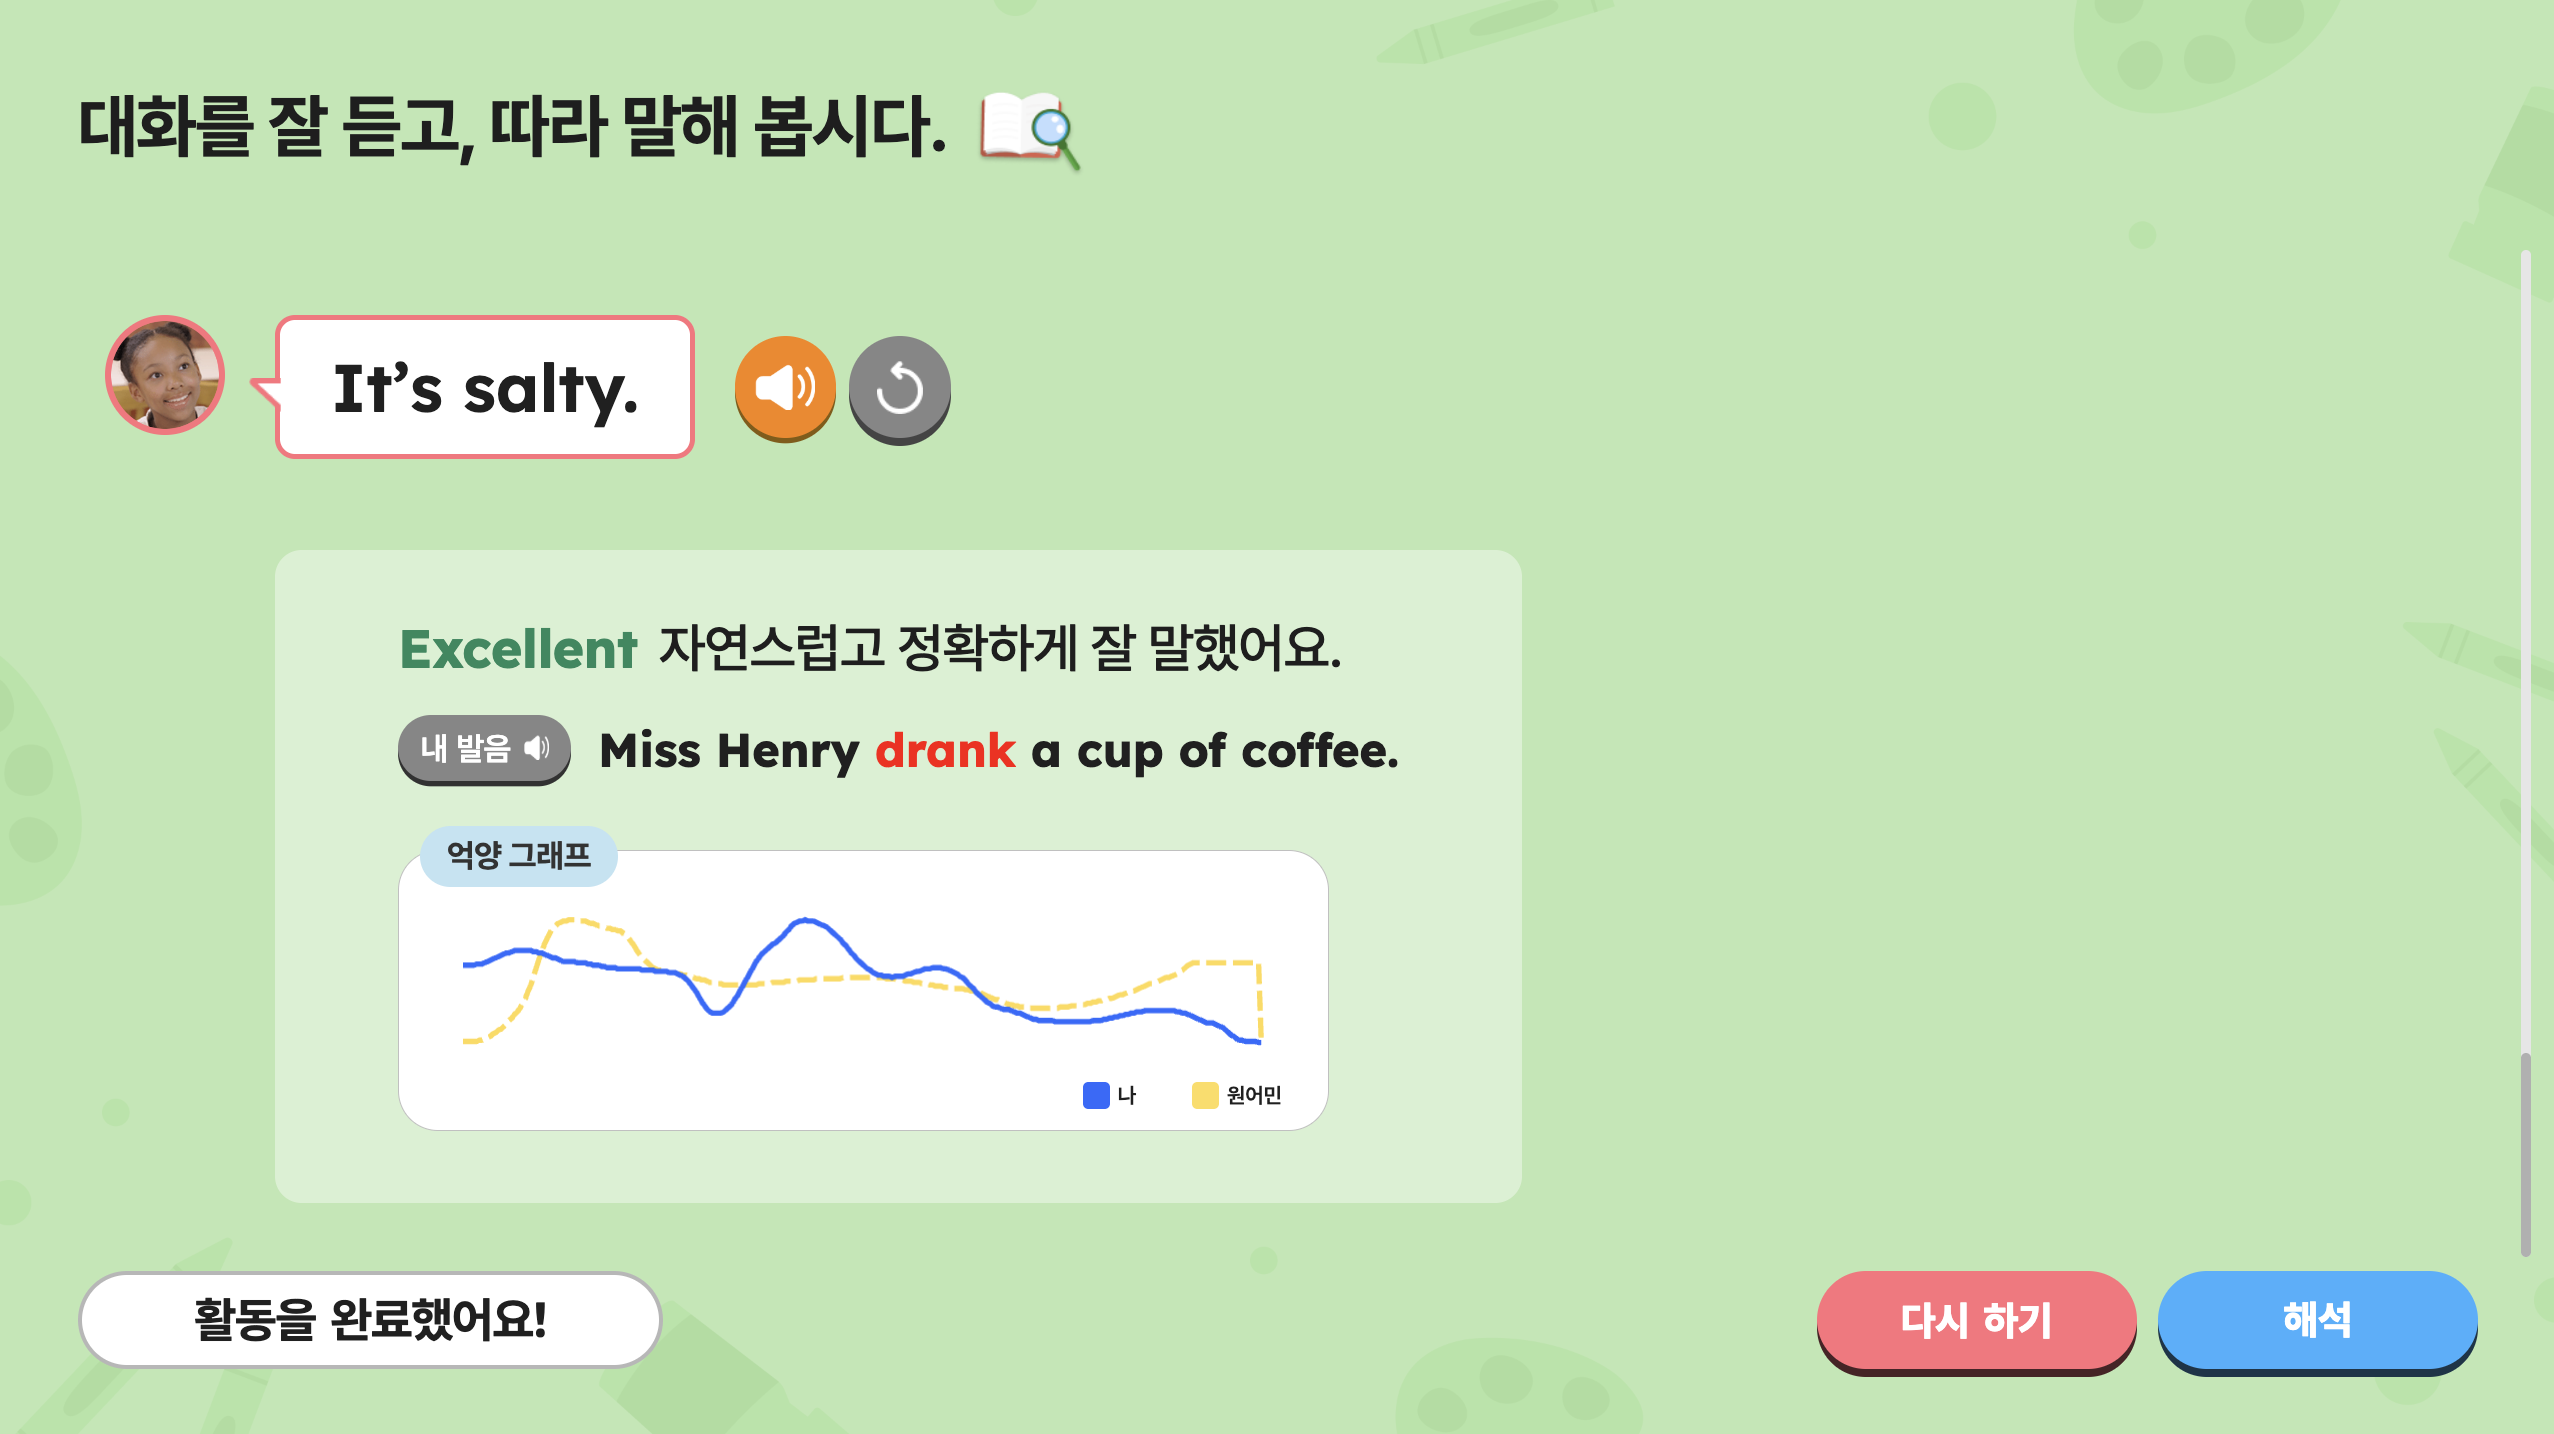 대화를 잘 듣고, 따라 말해 봅시다.
It’s salty.
Excellent 자연스럽고 정확하게 잘 말했어요.
내 발음 Miss Henry drank a cup of coffee.
억양 그래프
나 원어민
활동을 완료했어요!
다시 하기 해석